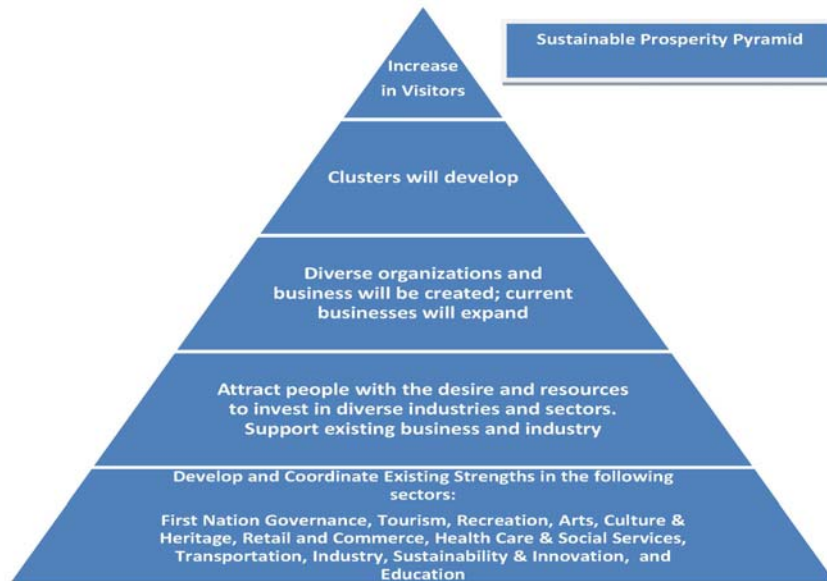 Sustainable Prosperity Pyramid
Increase
in Visitors
Clusters will develop
Diverse organizations and
business will be created; current
businesses will expand
Attract people with the desire and resources
to invest in diverse industries and sectors.
Support existing business and industry
Develop and Coordinate Existing Strengths in the following
sectors:
First Nation Governance, Tourism, Recreation, Arts, Culture &
Heritage, Retail and Commerce, Health Care & Social Services,
Transportation, Industry, Sustainability & Innovation, and
Education